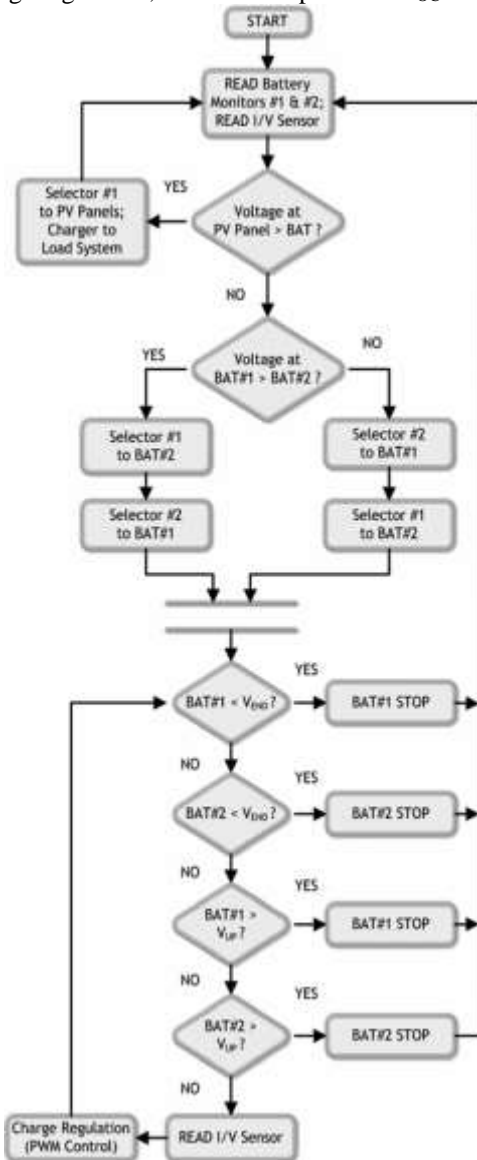 START
READ Battery
Monitors #1 & #2;
READ I/V Sensor
YES
Selector #1
to PV Panels;
Charger to
Load System
Voltage at
PV Panel > BAT ?
NO
YES
Voltage at
BAT#1 > BAT#2 ?
NO
Selector #1
to BAT#2
Selector #2
to BAT#1
Selector #2
to BAT#1
Selector #1
to BAT#2
YES
BAT#1 < VEND ?
BAT#1 STOP
NO
YES
BAT#2 < VEND ?
BAT#2 STOP
NO
YES
BAT#1 >
VUP ?
BAT#1 STOP
NO
YES
BAT#2 >
VUP ?
BAT#2 STOP
NO
Charge Regulation
(PWM Control)
READ I/V Sensor